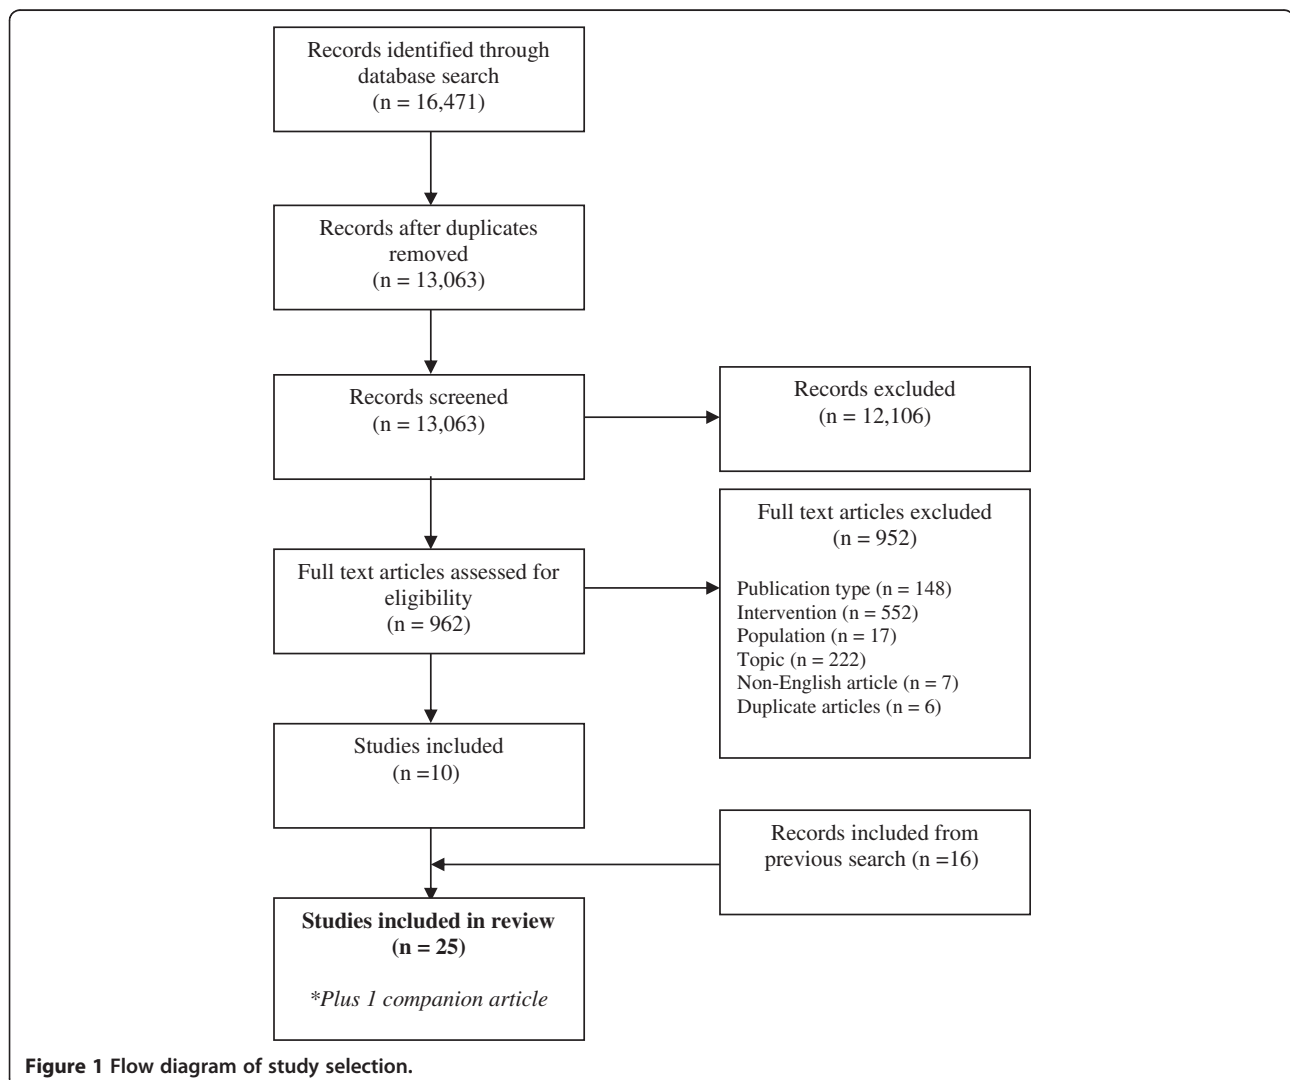 Records identified through
database search
(n = 16,471)
Records after duplicates
removed
(n = 13,063)
Records screened
(n = 13,063)
Records excluded
(n = 12,106)
Full text articles assessed for
eligibility
(n = 962)
Full text articles excluded
(n = 952)
Publication type (n = 148)
Intervention (n = 552)
Population (n = 17)
Topic (n = 222)
Non-English article (n = 7)
Duplicate articles (n = 6)
Studies included
(n =10)
Records included from
previous search (n =16)
Studies included in review
(n = 25)
*Plus 1 companion article
Figure 1 Flow diagram of study selection.